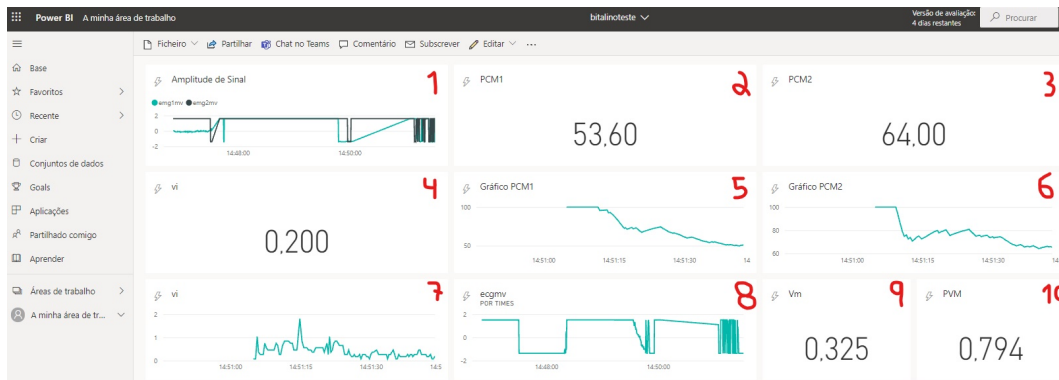 Power BI A minha área de trabalho
bitalinoteste
Versão de avaliação:
4 dias restantes
Procurar
Ficheiro Partilhar Chat no Teams Comentário Subscrever Editar ...
Base
Favoritos
Recente
Criar
Conjuntos de dados
Goals
Aplicações
Partilhado comigo
Aprender
Áreas de trabalho
A minha área de tr...
Amplitude de Sinal 1
emg1mv emg2mv
2
0
-2
14:48:00 14:50:00
PCM1 2
53,60
PCM2 3
64,00
vi 4
0,200
Gráfico PCM1 5
100
50
14:51:00 14:51:15 14:51:30 14
Gráfico PCM2 6
100
80
60
14:51:00 14:51:15 14:51:30 14
vi 7
2
1
0
14:51:00 14:51:15 14:51:30 14:5
ecgmv 8
POR TIMES
2
0
-2
14:48:00 14:50:00
Vm 9
0,325
PVM 10
0,794